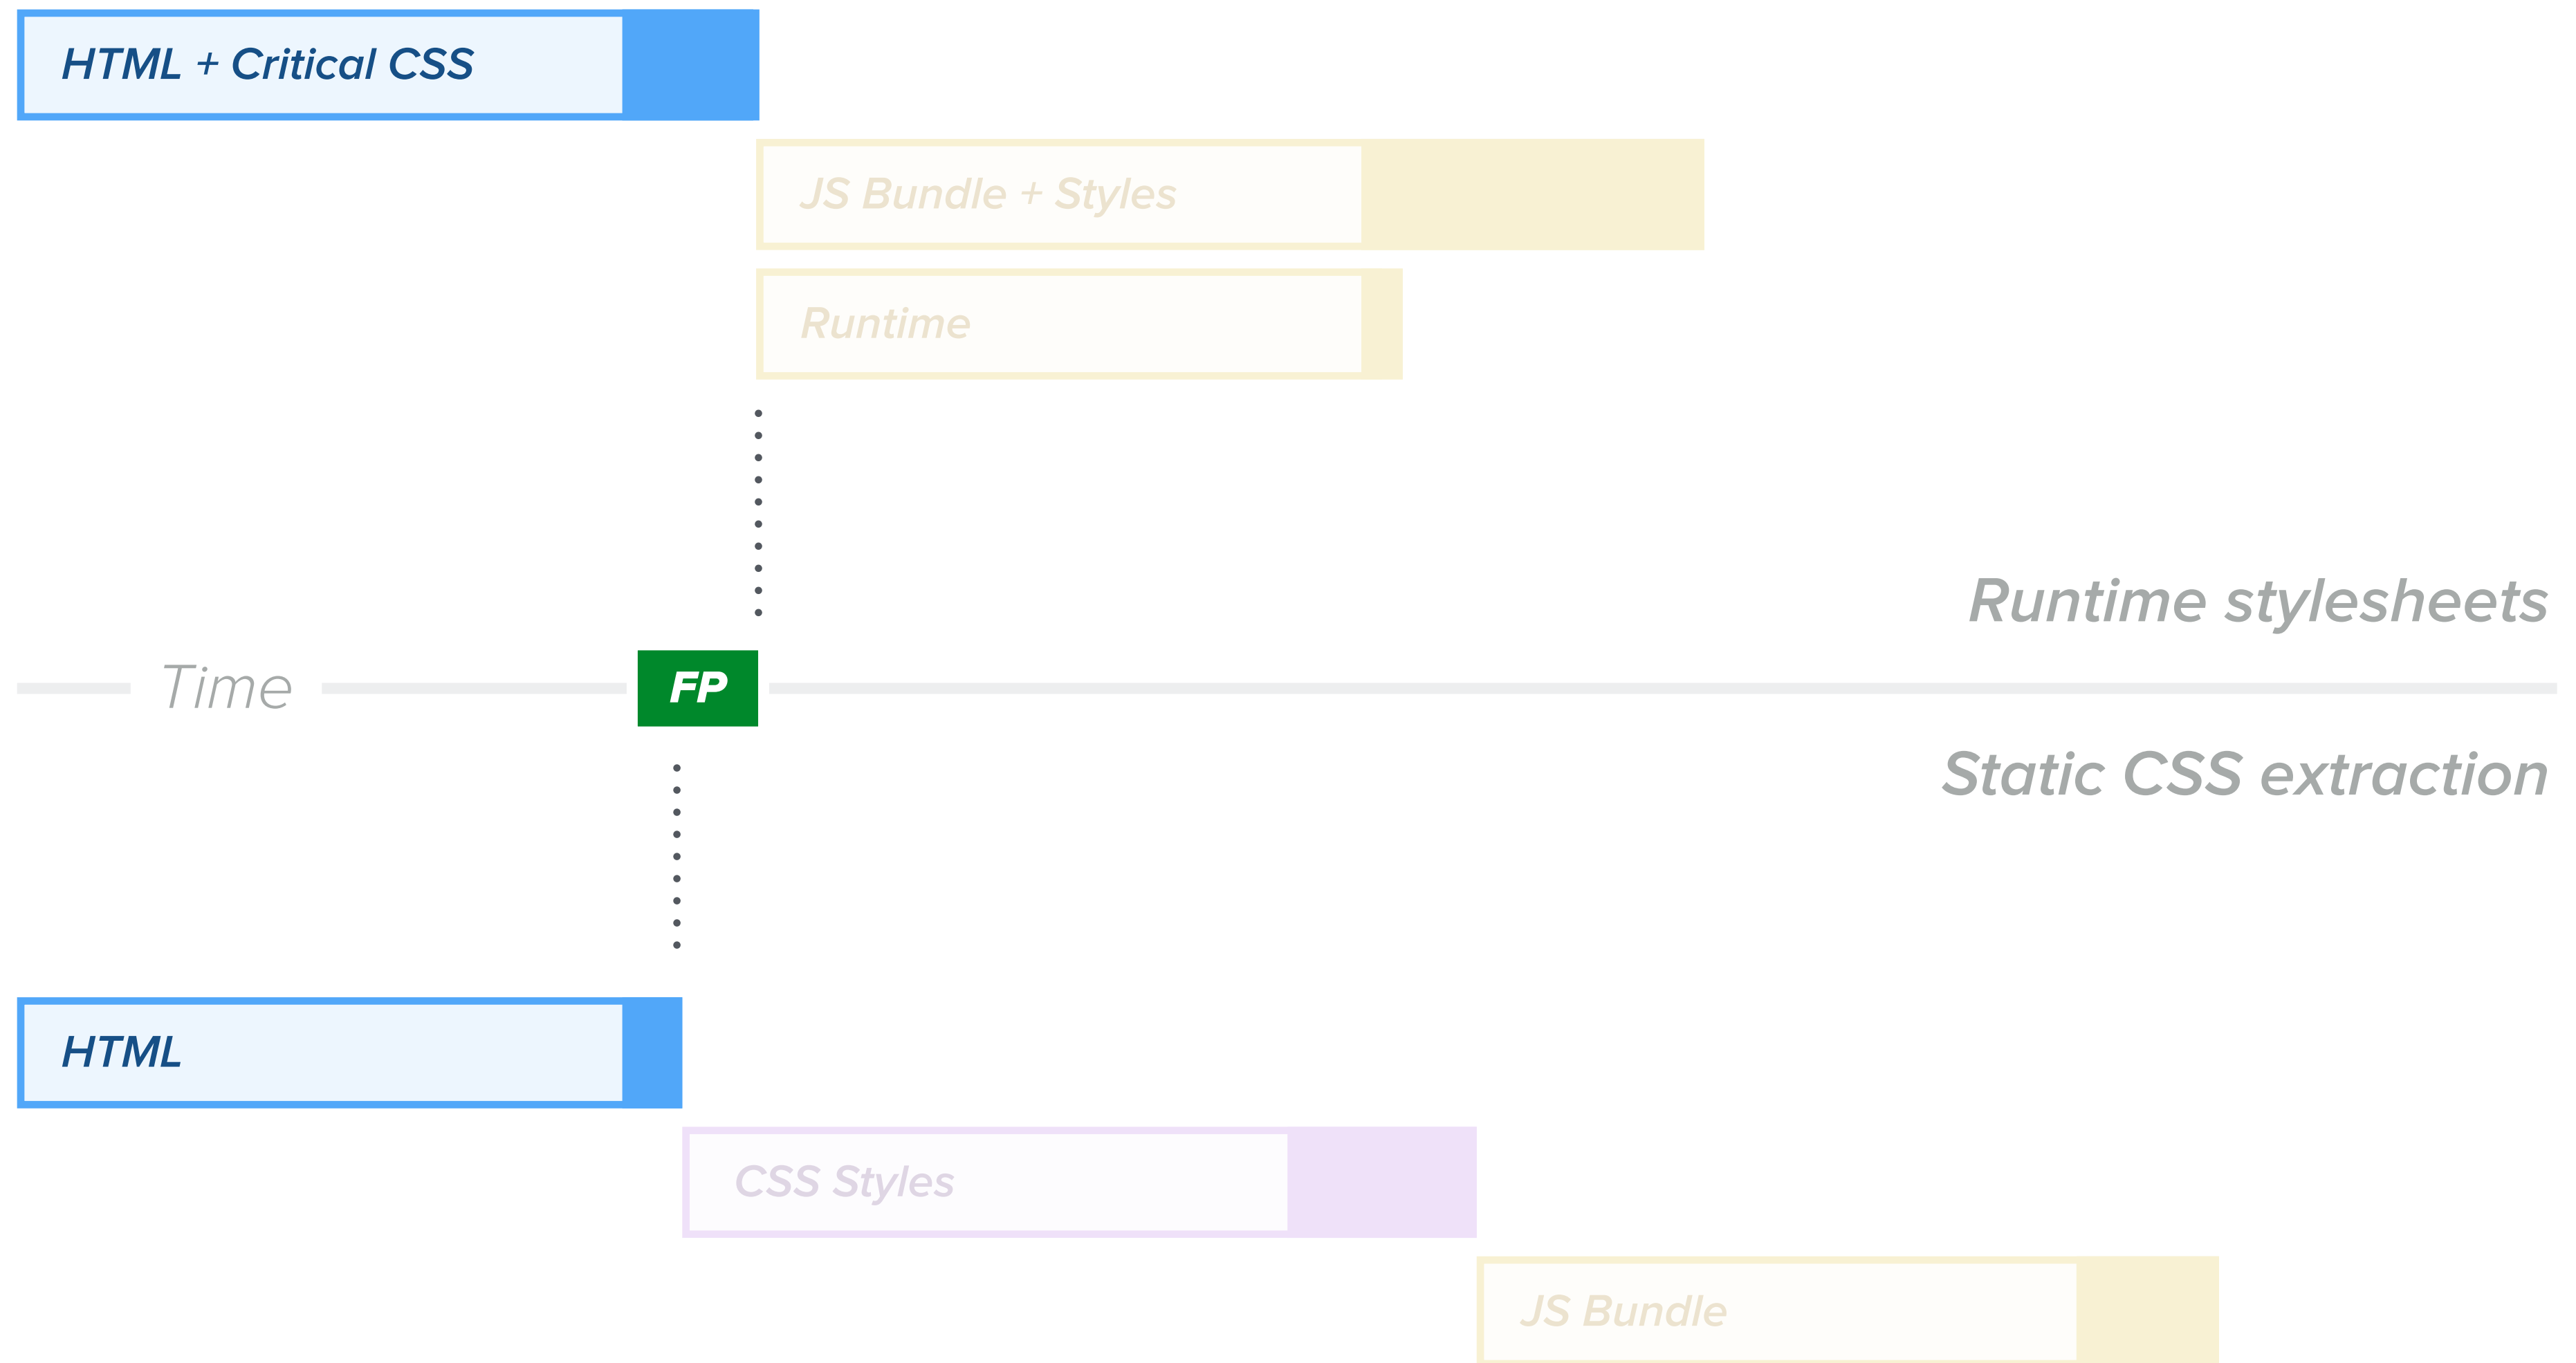 HTML + Critical CSS
JS Bundle + Styles
Runtime
Runtime stylesheets
Time
FP
Static CSS extraction
HTML
CSS Styles
JS Bundle